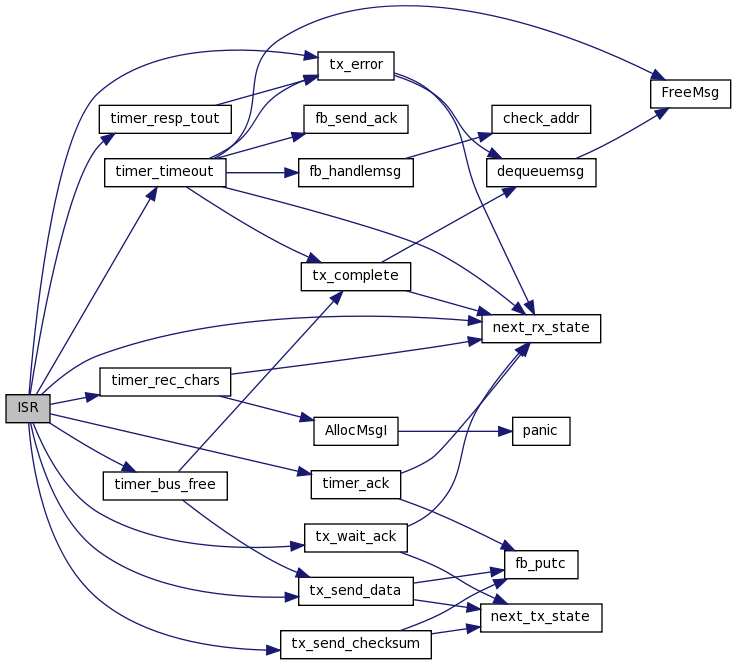 tx_error
FreeMsg
timer_resp_tout
fb_send_ack
check_addr
timer_timeout
fb_handlemsg
dequeuemsg
tx_complete
next_rx_state
timer_rec_chars
ISR
AllocMsgI
panic
timer_bus_free
timer_ack
tx_wait_ack
fb_putc
tx_send_data
next_tx_state
tx_send_checksum